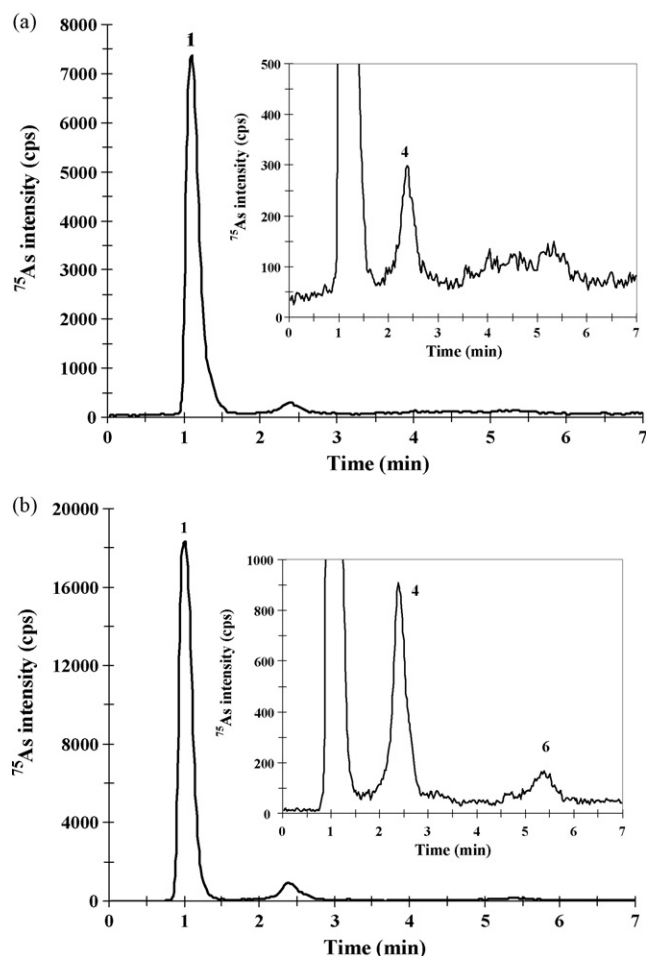 (a)
1
8000
7000
6000
5000
4000
3000
2000
1000
0
⁷⁵As intensity (cps)
0 1 2 3 4 5 6 7
Time (min)
500
400
300
200
100
0
⁷⁵As intensity (cps)
4
0 1 2 3 4 5 6 7
Time (min)
(b)
1
20000
16000
12000
8000
4000
0
⁷⁵As intensity (cps)
0 1 2 3 4 5 6 7
Time (min)
1000
800
600
400
200
0
⁷⁵As intensity (cps)
4
6
0 1 2 3 4 5 6 7
Time (min)